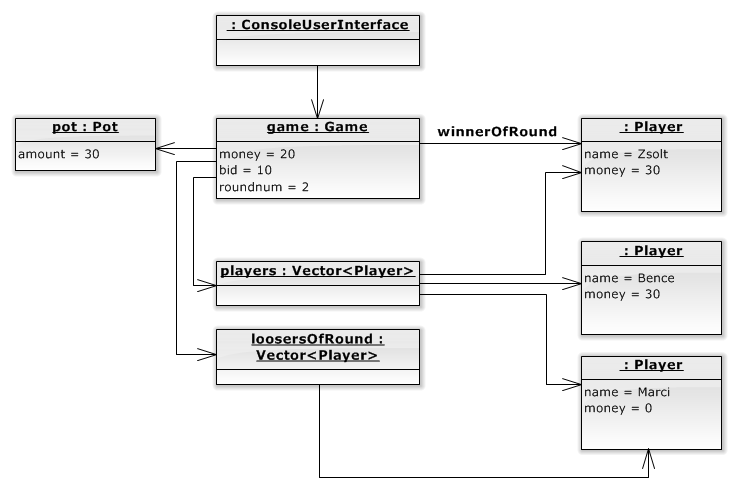 : ConsoleUserInterface
pot : Pot
amount = 30
game : Game
money = 20
bid = 10
roundnum = 2
winnerOfRound
: Player
name = Zsolt
money = 30
players : Vector<Player>
: Player
name = Bence
money = 30
loosersOfRound :
Vector<Player>
: Player
name = Marci
money = 0